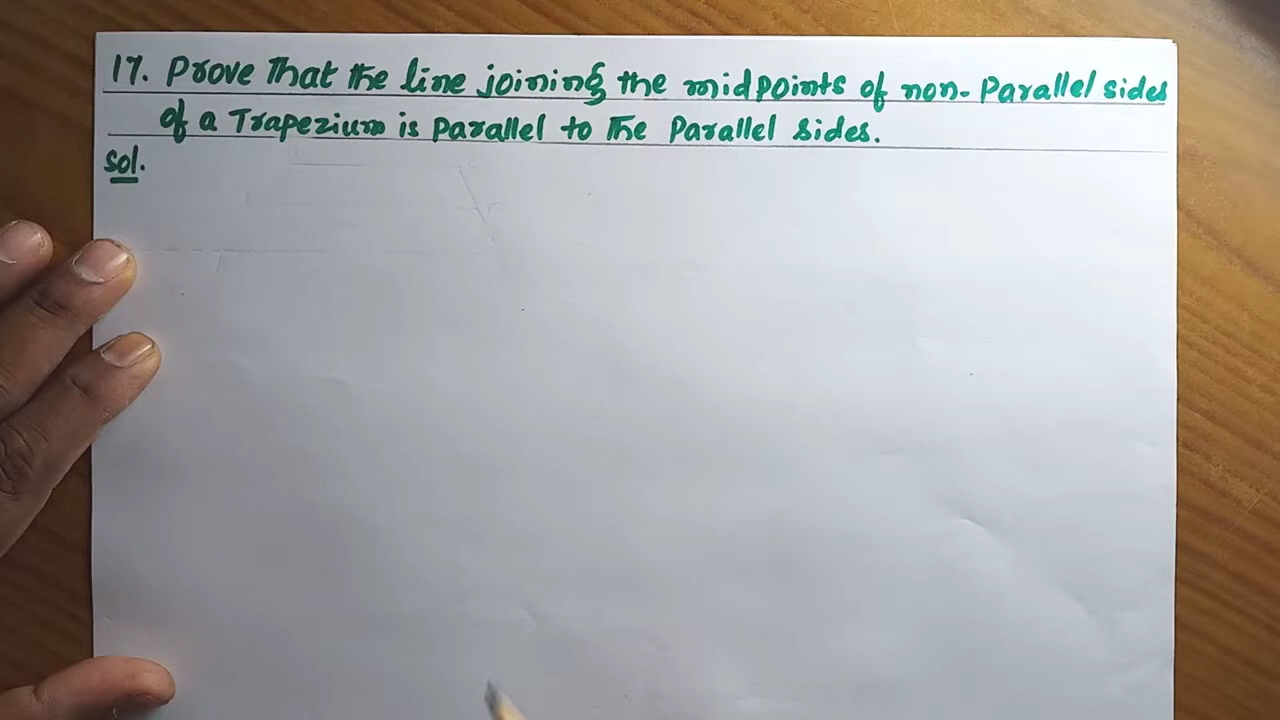 17. Prove That the line joining the midpoints of non-Parallel sides
of a Trapezium is parallel to The Parallel sides.
Sol.